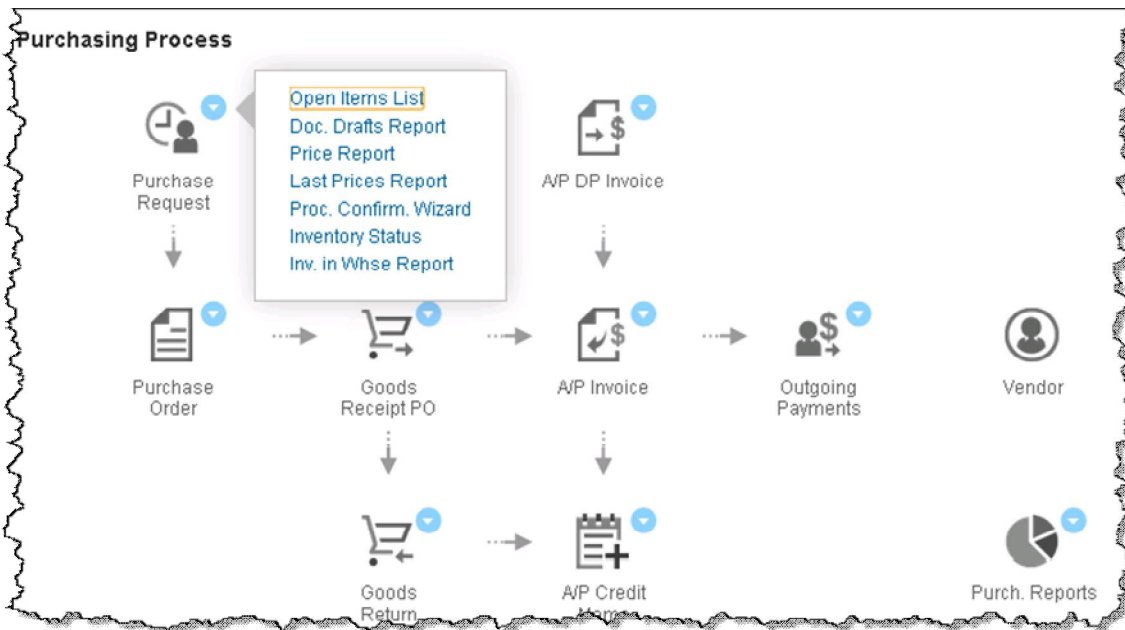 Purchasing Process
Open Items List
Doc. Drafts Report
Price Report
Last Prices Report
Proc. Confirm. Wizard
Inventory Status
Inv. in Whse Report
Purchase
Request
A/P DP Invoice
Purchase
Order
Goods
Receipt PO
A/P Invoice
Outgoing
Payments
Vendor
Goods
Return
A/P Credit
Memo
Purch. Reports